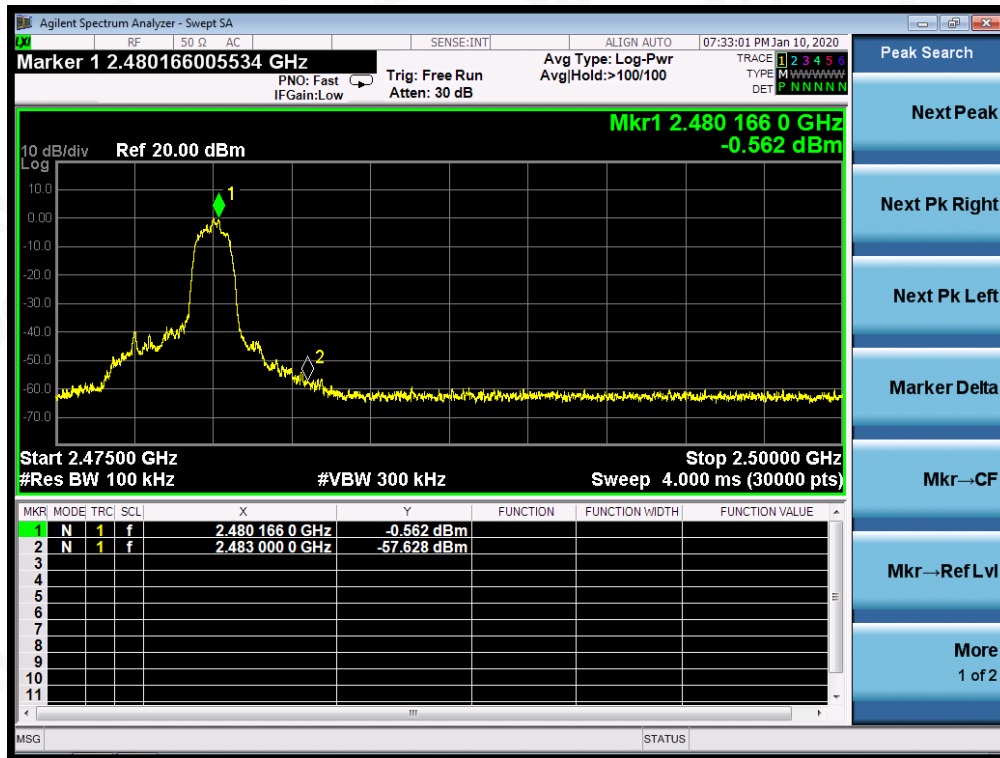 Agilent Spectrum Analyzer - Swept SA
LXI RF 50 Ω AC SENSE:INT ALIGN AUTO 07:33:01 PM Jan 10, 2020
Marker 1 2.480166005534 GHz
PNO: Fast
IFGain:Low
Trig: Free Run
Atten: 30 dB
Avg Type: Log-Pwr
Avg|Hold:>100/100
TRACE 1 2 3 4 5 6
TYPE M WWWWW
DET P N N N N N
Mkr1 2.480 166 0 GHz
-0.562 dBm
10 dB/div Ref 20.00 dBm
Log
10.0
0.00
-10.0
-20.0
-30.0
-40.0
-50.0
-60.0
-70.0
1
2
Start 2.47500 GHz Stop 2.50000 GHz
#Res BW 100 kHz #VBW 300 kHz Sweep 4.000 ms (30000 pts)
MKR MODE TRC SCL X Y FUNCTION FUNCTION WIDTH FUNCTION VALUE
1 N 1 f 2.480 166 0 GHz -0.562 dBm
2 N 1 f 2.483 000 0 GHz -57.628 dBm
3
4
5
6
7
8
9
10
11
MSG STATUS
Peak Search
Next Peak
Next Pk Right
Next Pk Left
Marker Delta
Mkr→CF
Mkr→Ref Lvl
More
1 of 2